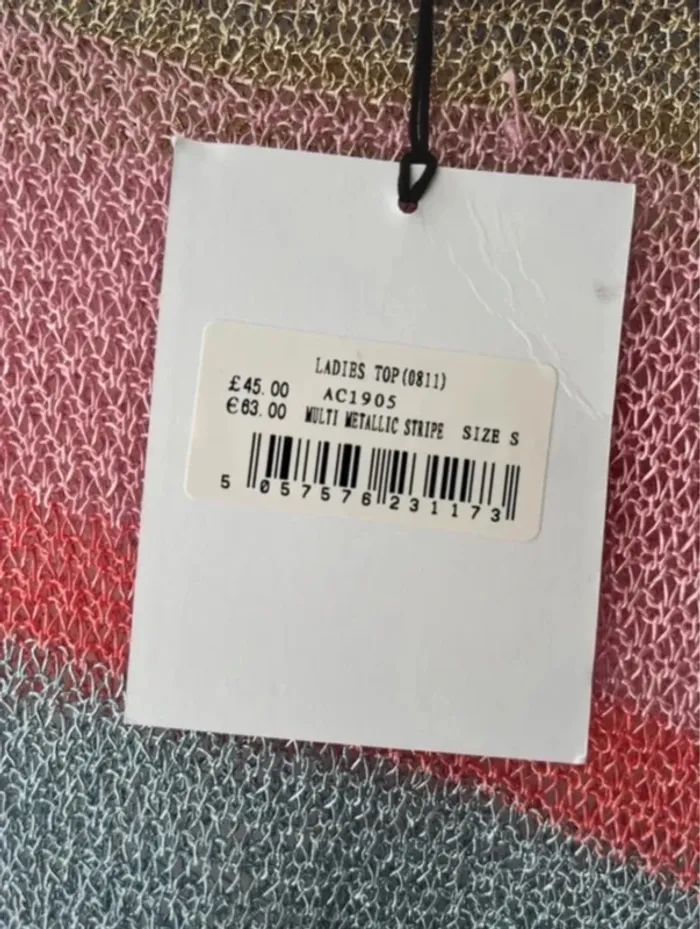 LADIES TOP(0811)
£45.00 AC1905
€63.00 MULTI METALLIC STRIPE SIZE S
5 057576 231173